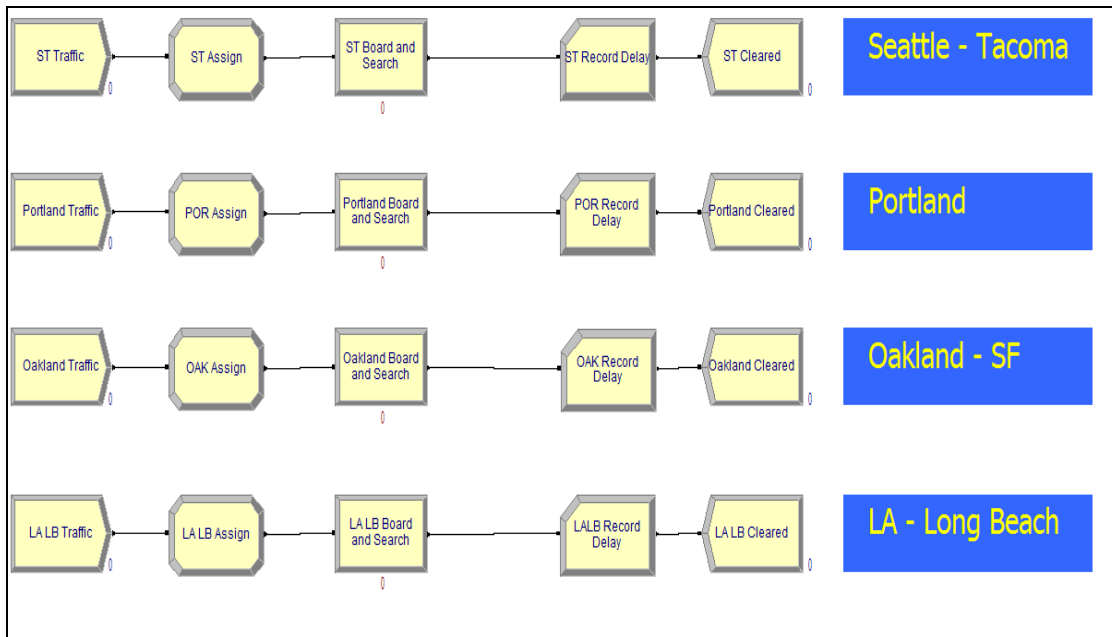 ST Traffic
ST Assign
ST Board and
Search
ST Record Delay
ST Cleared
Seattle - Tacoma
0
0
0
Portland Traffic
POR Assign
Portland Board
and Search
POR Record
Delay
Portland Cleared
Portland
0
0
0
Oakland Traffic
OAK Assign
Oakland Board
and Search
OAK Record
Delay
Oakland Cleared
Oakland - SF
0
0
0
LA LB Traffic
LA LB Assign
LA LB Board
and Search
LALB Record
Delay
LA LB Cleared
LA - Long Beach
0
0
0